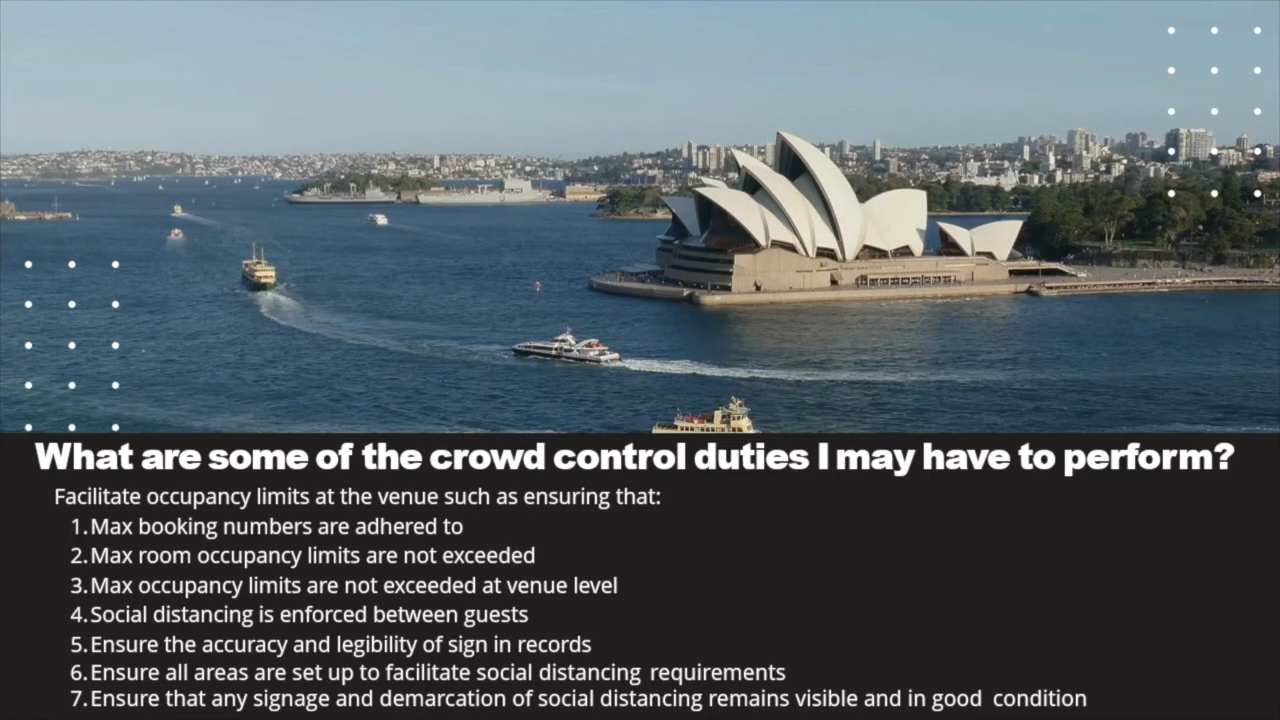 What are some of the crowd control duties I may have to perform?
Facilitate occupancy limits at the venue such as ensuring that:
1. Max booking numbers are adhered to
2. Max room occupancy limits are not exceeded
3. Max occupancy limits are not exceeded at venue level
4. Social distancing is enforced between guests
5. Ensure the accuracy and legibility of sign in records
6. Ensure all areas are set up to facilitate social distancing requirements
7. Ensure that any signage and demarcation of social distancing remains visible and in good condition